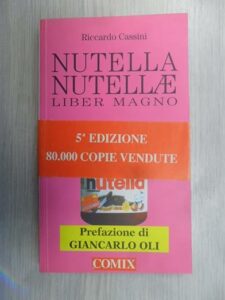 Riccardo Cassini
NUTELLA
NUTELLÆ
LIBER MAGNO
5ª EDIZIONE
80.000 COPIE VENDUTE
nutella
Prefazione di
GIANCARLO OLI
COMIX